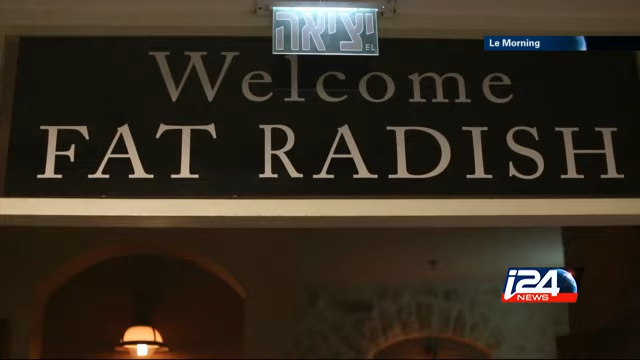 יציאה
EL
Le Morning
Welcome
FAT RADISH
i24
NEWS